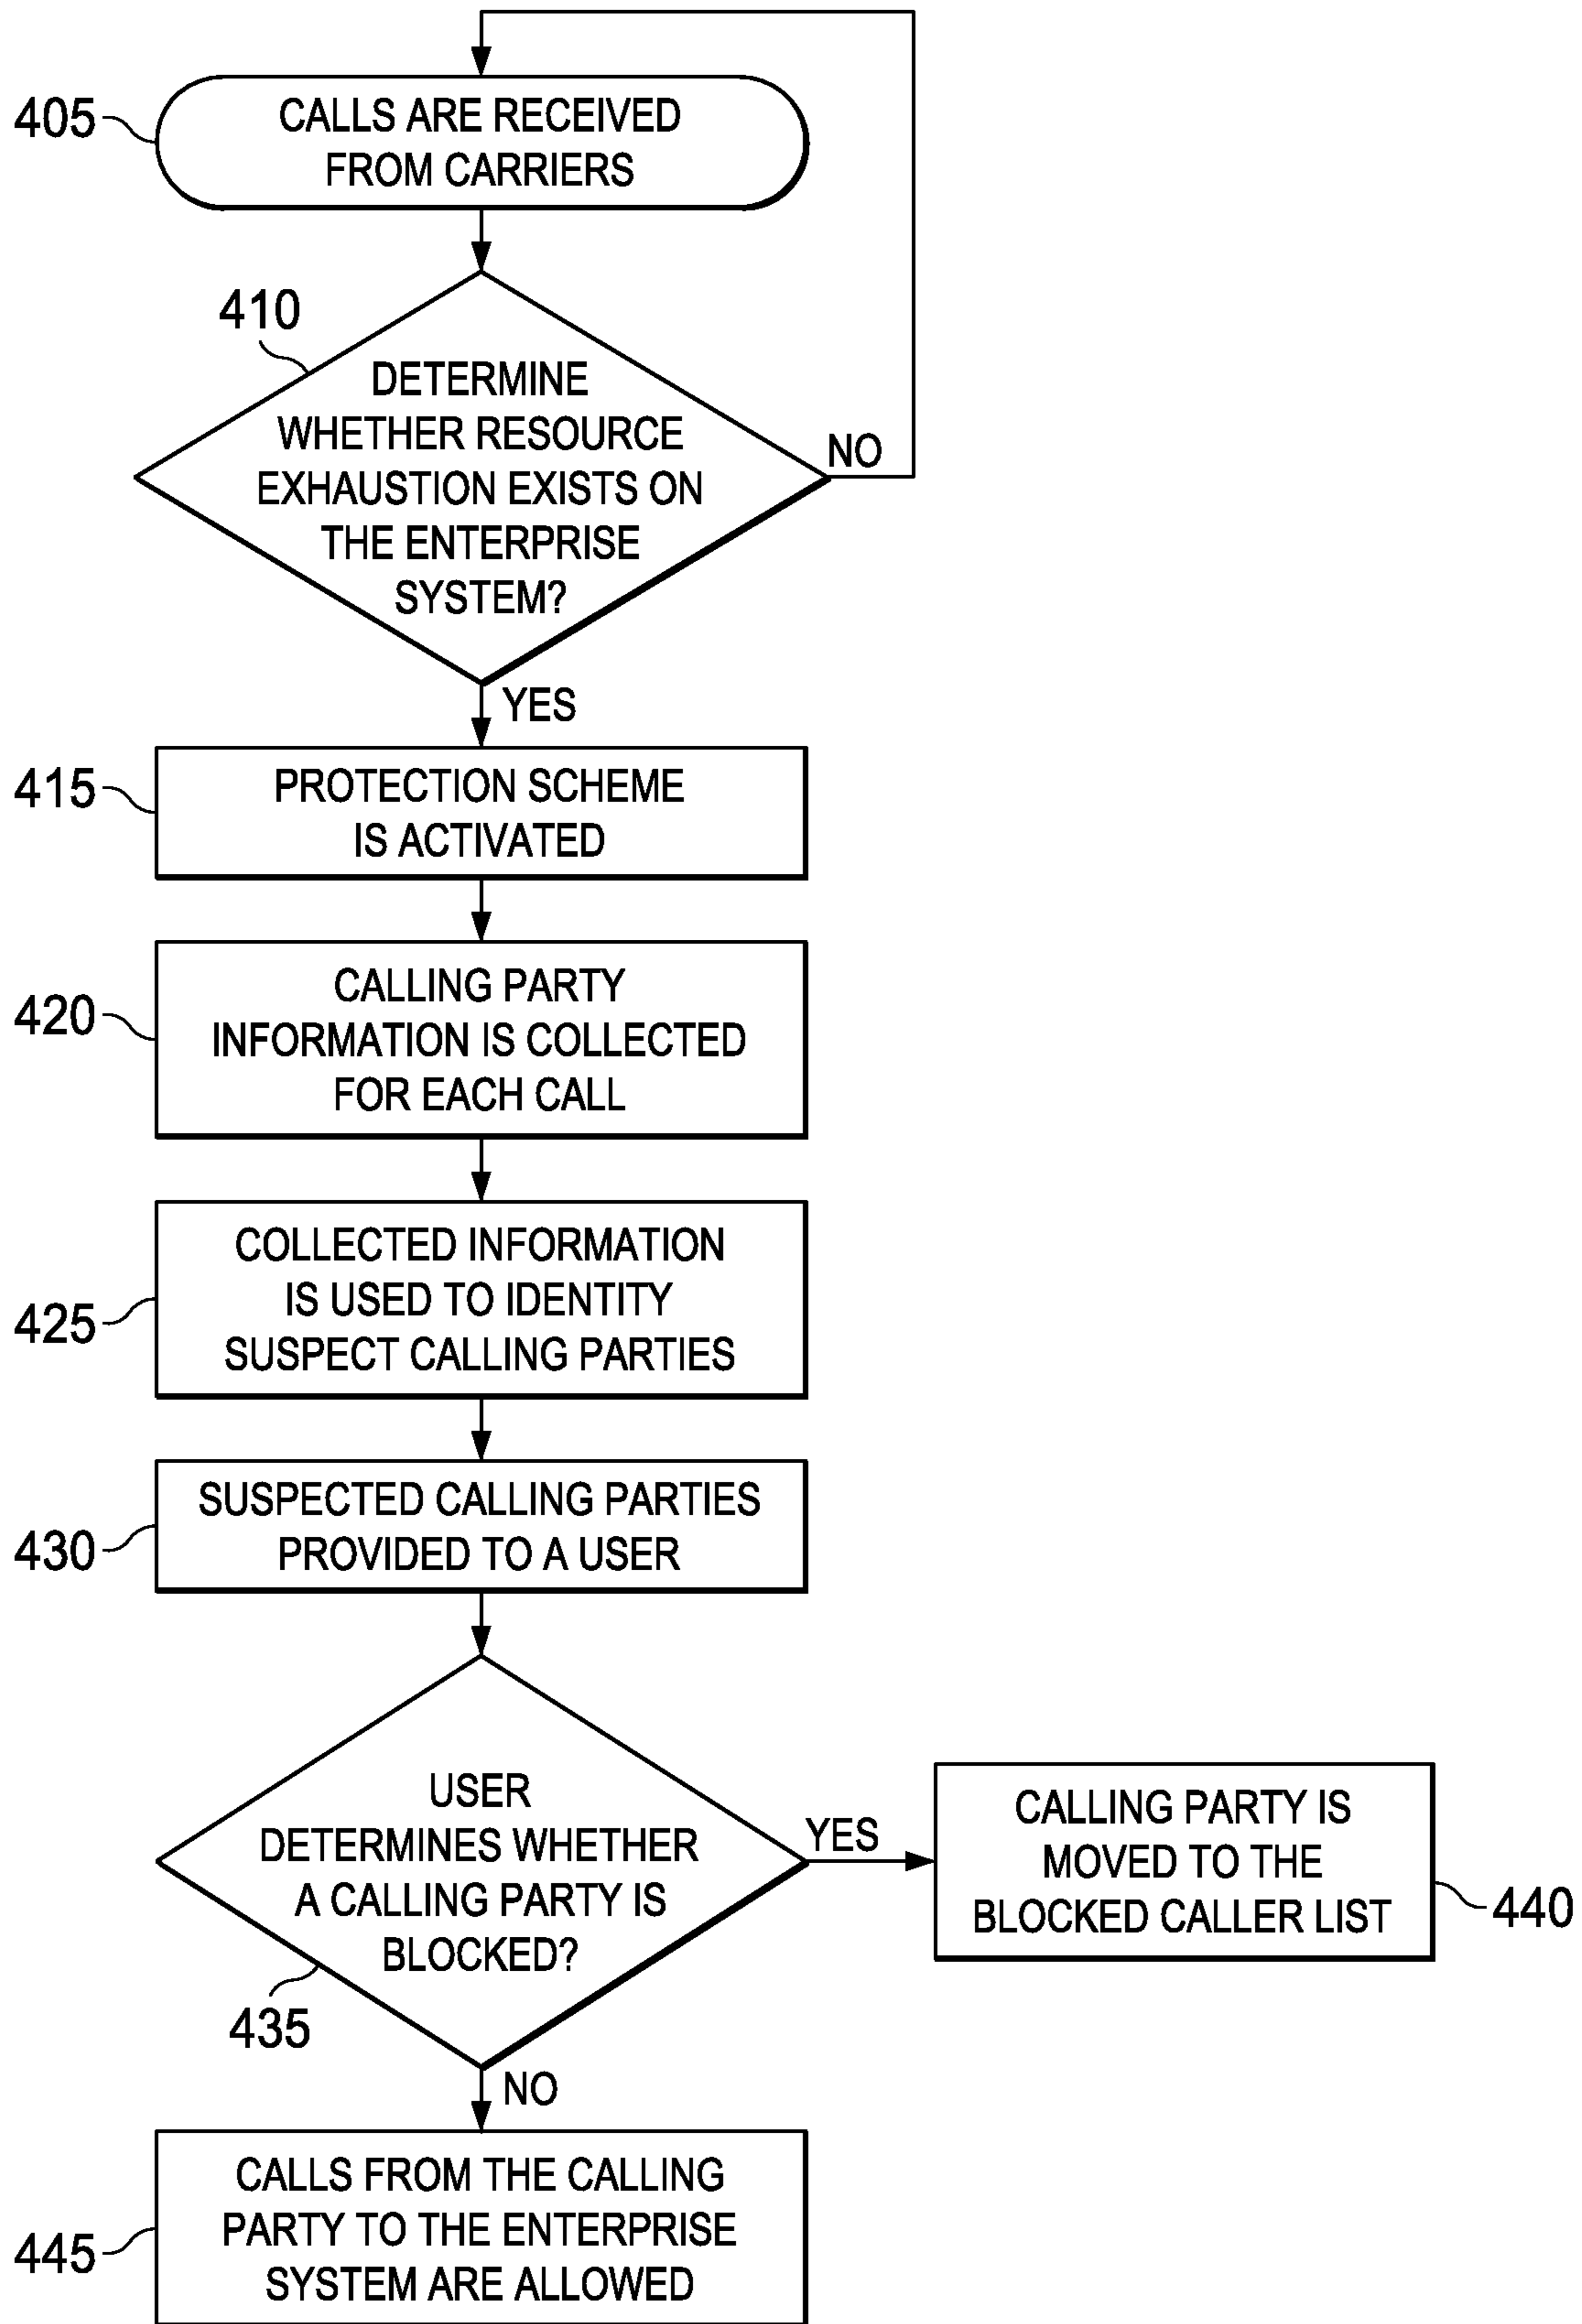 405
CALLS ARE RECEIVED
FROM CARRIERS
410
DETERMINE
WHETHER RESOURCE
EXHAUSTION EXISTS ON
THE ENTERPRISE
SYSTEM?
NO
YES
415
PROTECTION SCHEME
IS ACTIVATED
420
CALLING PARTY
INFORMATION IS COLLECTED
FOR EACH CALL
425
COLLECTED INFORMATION
IS USED TO IDENTITY
SUSPECT CALLING PARTIES
430
SUSPECTED CALLING PARTIES
PROVIDED TO A USER
USER
DETERMINES WHETHER
A CALLING PARTY IS
BLOCKED?
435
YES
CALLING PARTY IS
MOVED TO THE
BLOCKED CALLER LIST
440
NO
445
CALLS FROM THE CALLING
PARTY TO THE ENTERPRISE
SYSTEM ARE ALLOWED